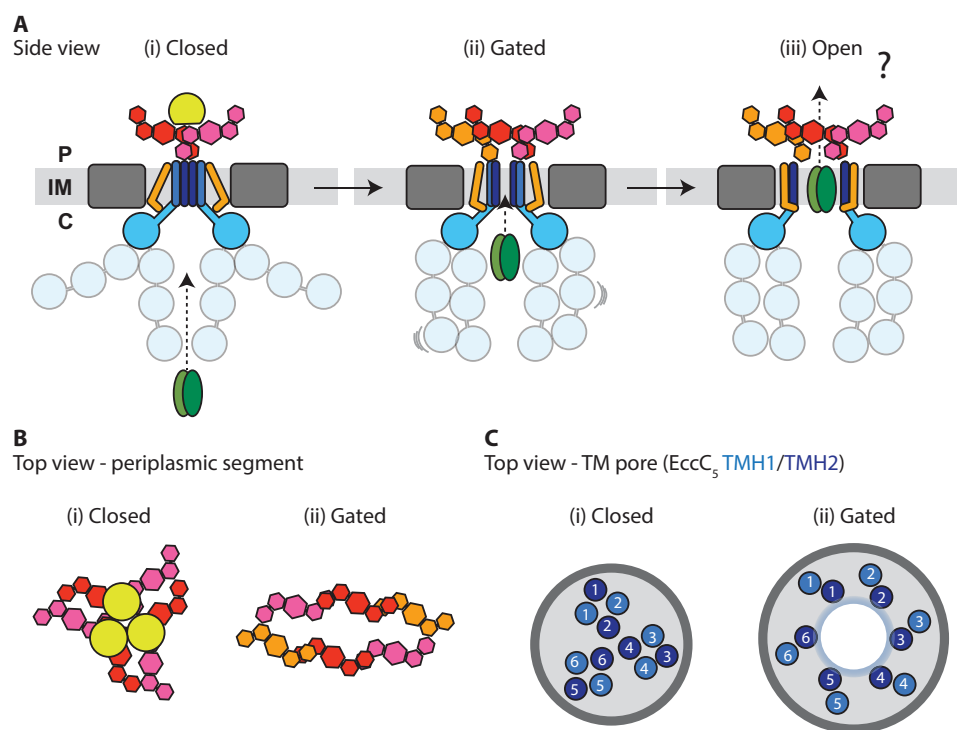 A
Side view
(i) Closed
(ii) Gated
(iii) Open
?
P
IM
C
B
Top view - periplasmic segment
(i) Closed
(ii) Gated
C
Top view - TM pore (EccC₅ TMH1/TMH2)
(i) Closed
(ii) Gated
1
1 2
2
4 3
3
6 6
4
5 5
2
1 1 2
3
3
6
6
5 4 4
5